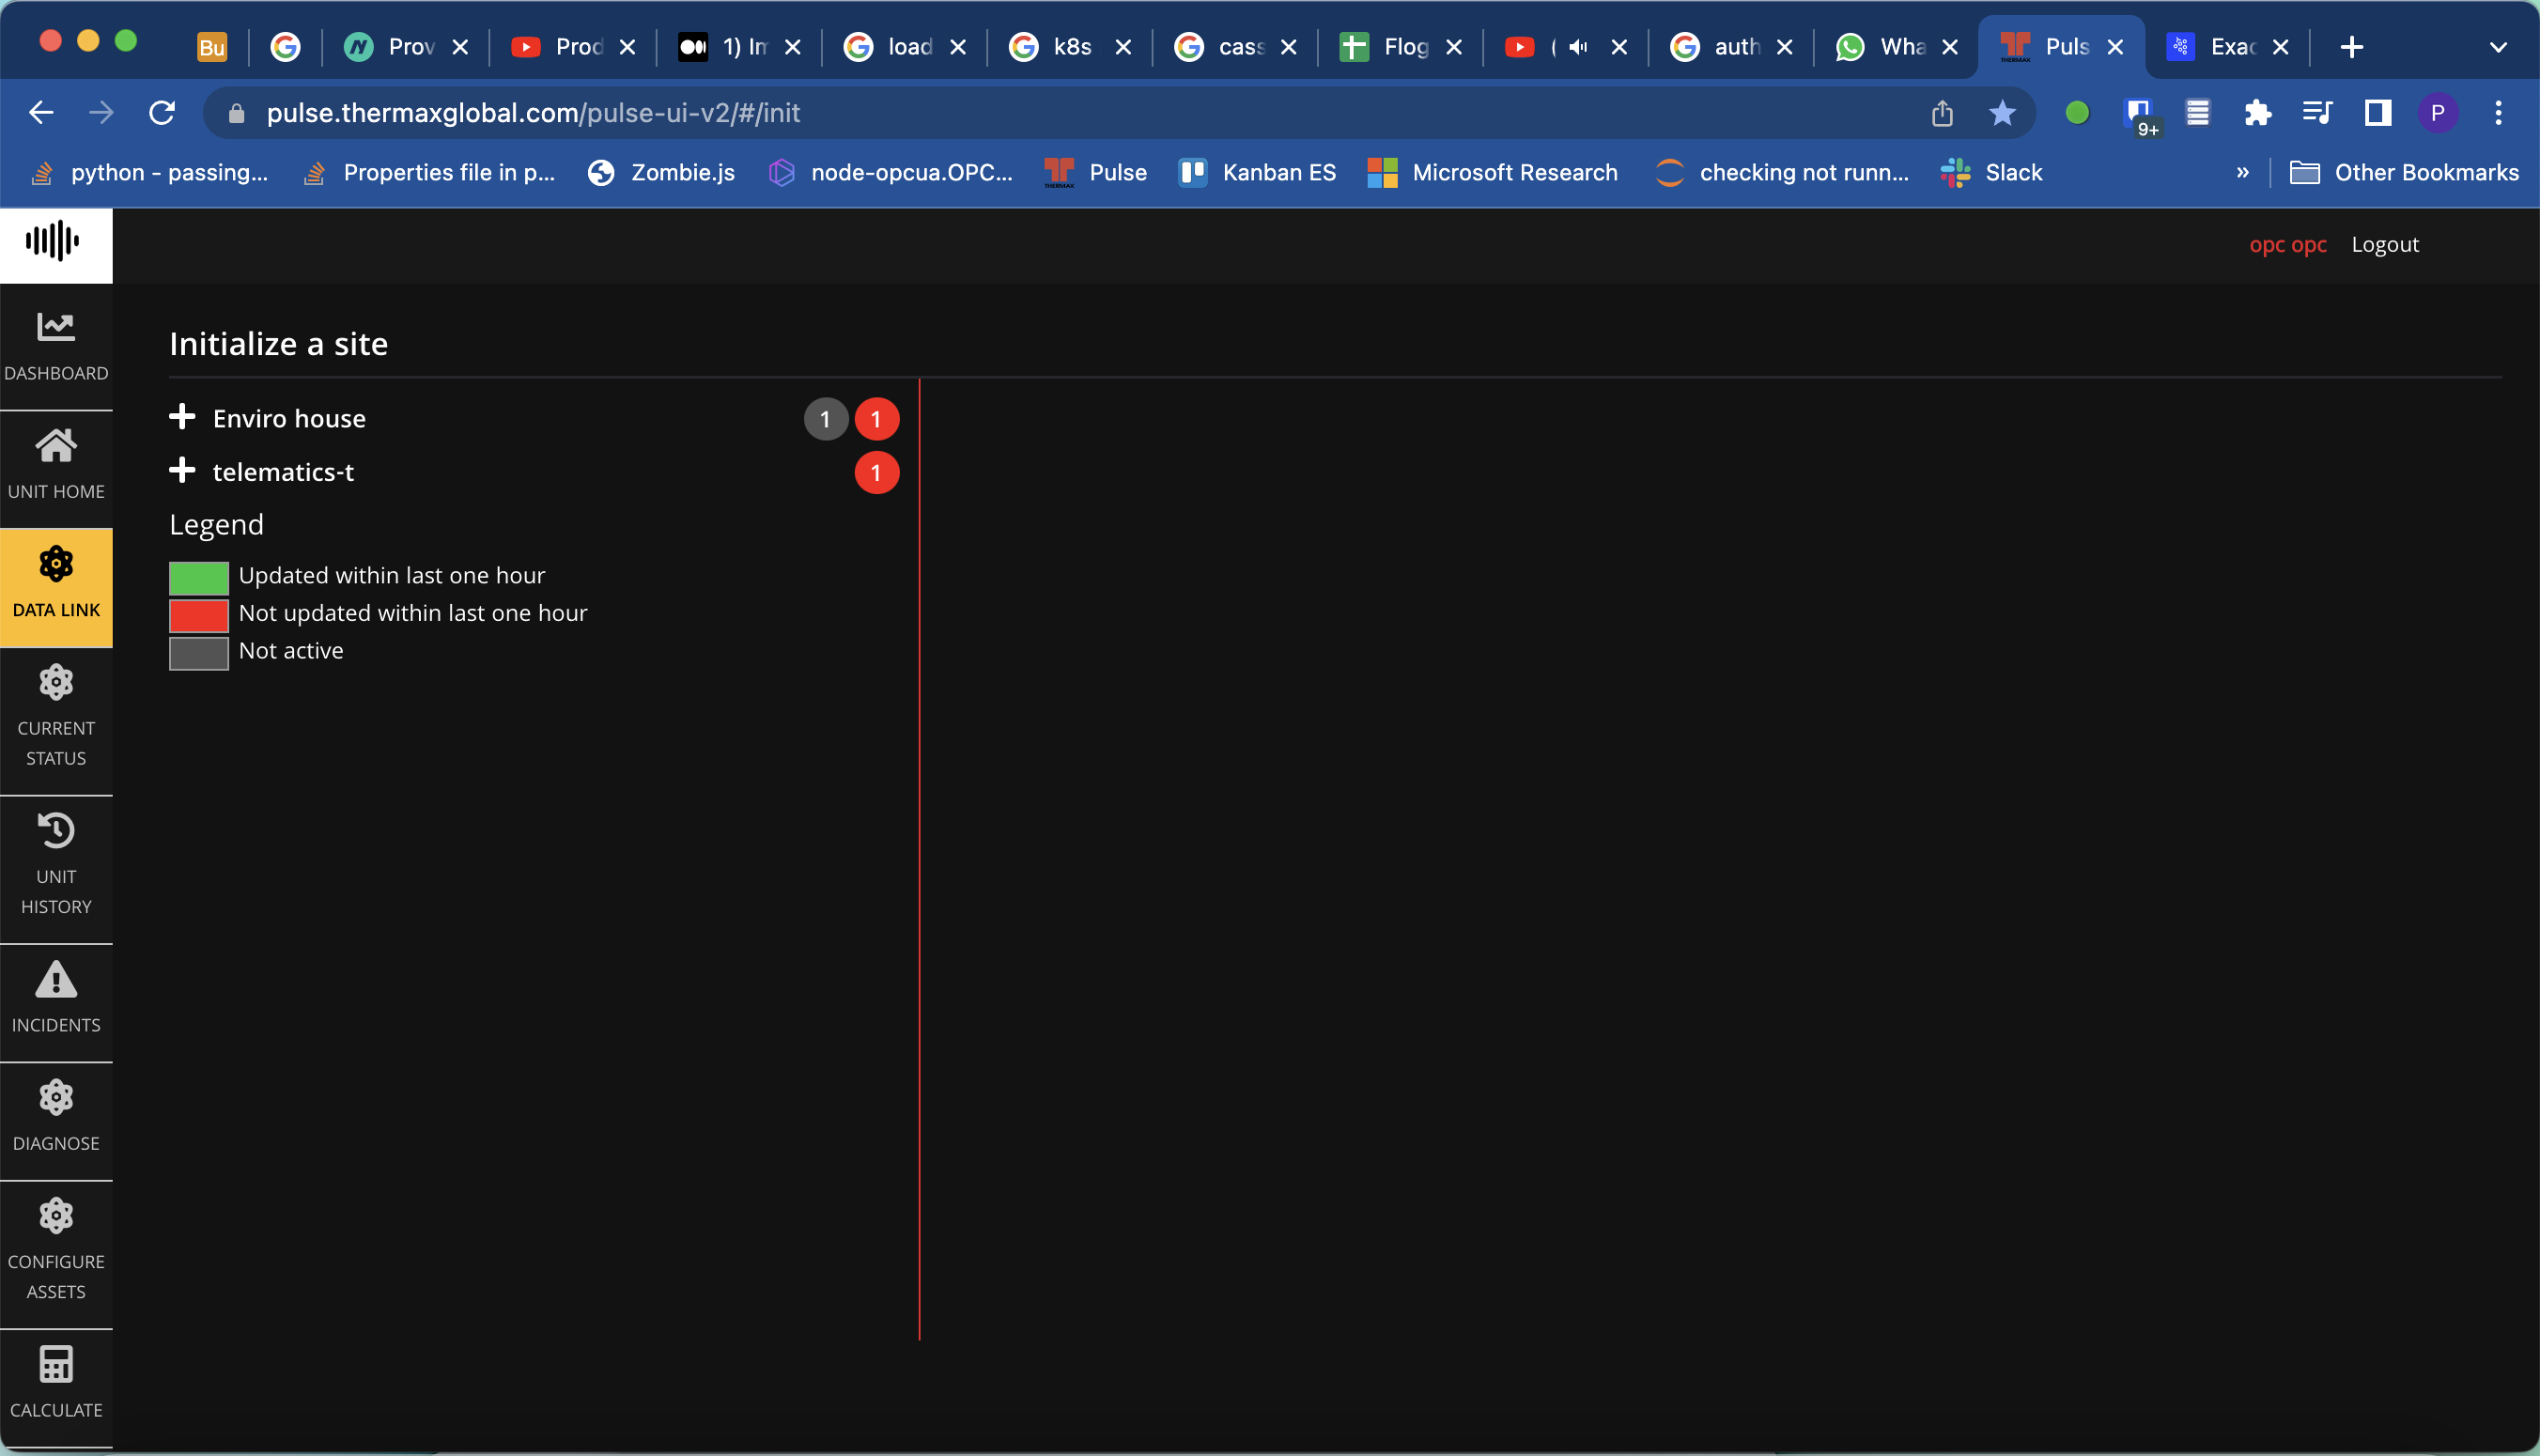 Bu
Prov
Prod
1) Im
load
k8s
cass
Flog
(
auth
Wha
THERMAX
Puls
Exac
pulse.thermaxglobal.com/pulse-ui-v2/#/init
9+
P
python - passing...
Properties file in p...
Zombie.js
node-opcua.OPC...
THERMAX
Pulse
Kanban ES
Microsoft Research
checking not runn...
Slack
»
Other Bookmarks
opc opc
Logout
DASHBOARD
UNIT HOME
DATA LINK
CURRENT
STATUS
UNIT
HISTORY
INCIDENTS
DIAGNOSE
CONFIGURE
ASSETS
CALCULATE
Initialize a site
Enviro house 1 1
telematics-t 1
Legend
Updated within last one hour
Not updated within last one hour
Not active